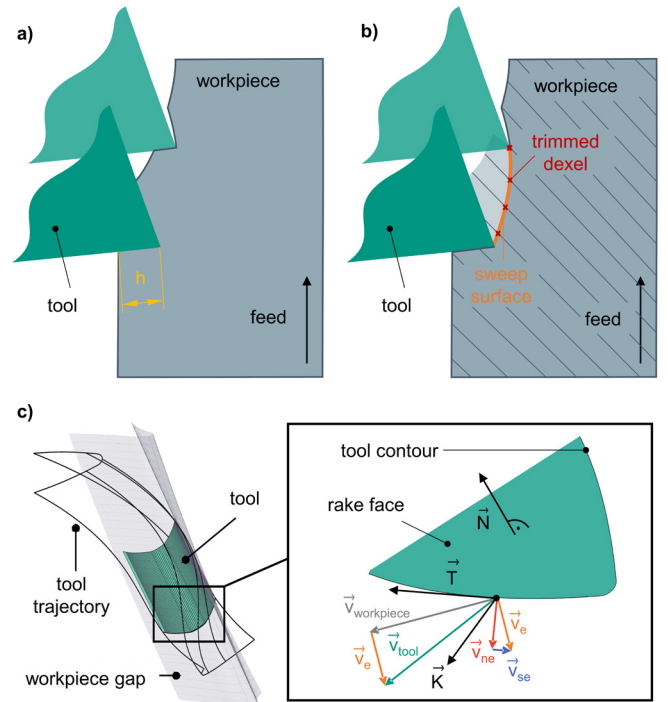 a)
workpiece
tool
h
feed
b)
workpiece
trimmed
dexel
tool
sweep
surface
feed
c)
tool
tool
trajectory
workpiece gap
tool contour
rake face
N
T
v workpiece
v e
v tool
K
v ne
v e
v se